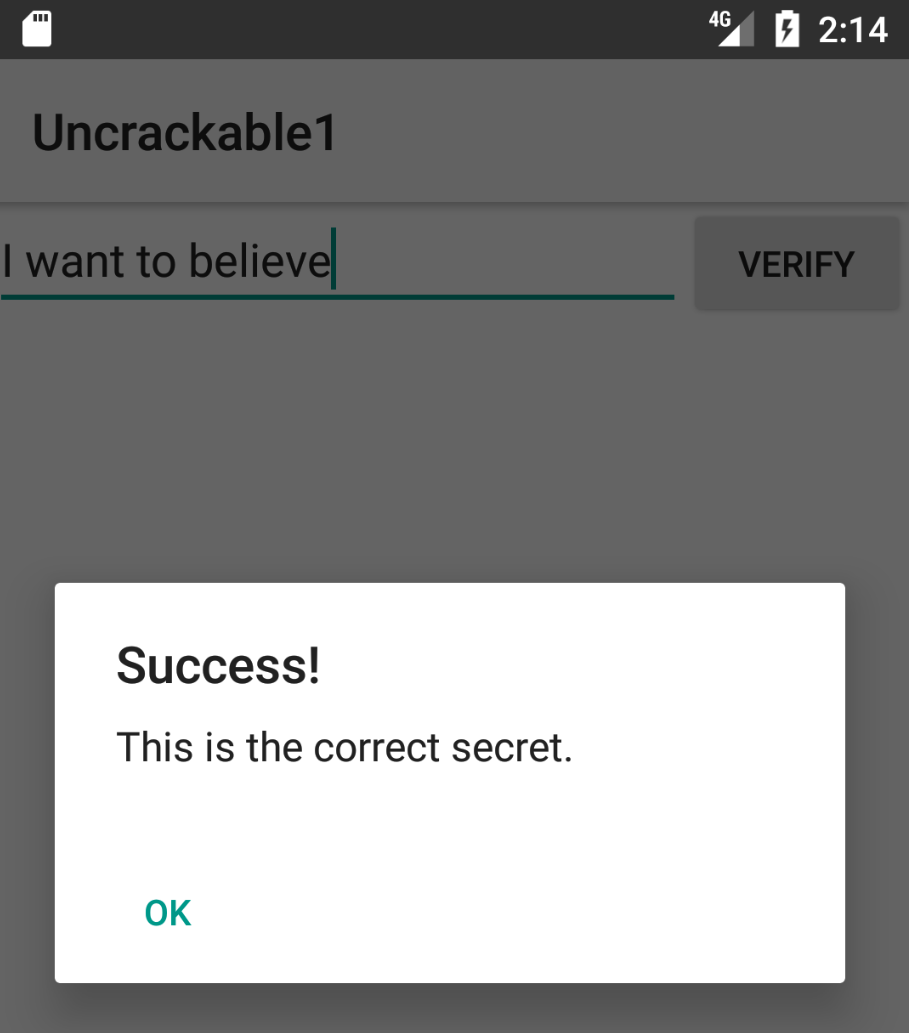 4G 2:14
Uncrackable1
I want to believe VERIFY
Success!
This is the correct secret.
OK